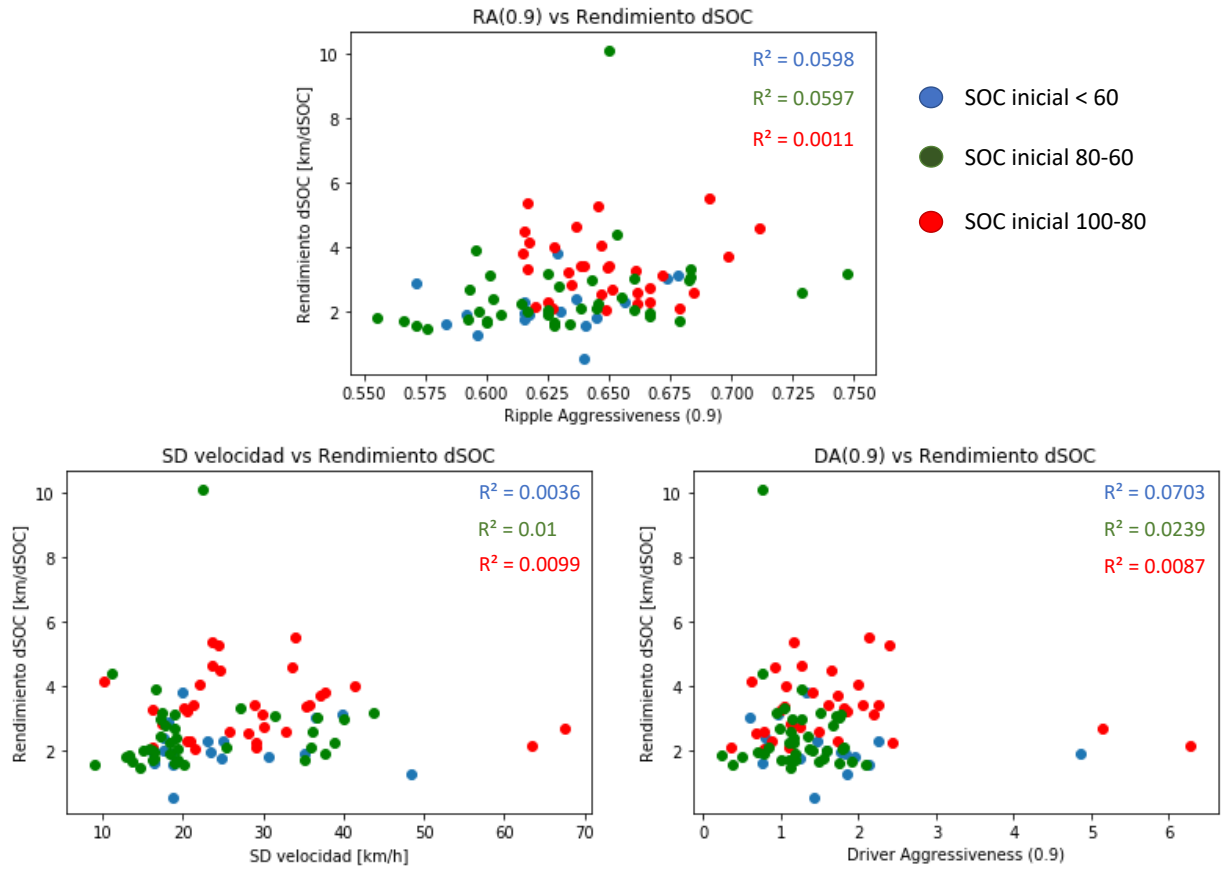 RA(0.9) vs Rendimiento dSOC
R² = 0.0598
R² = 0.0597
R² = 0.0011
Rendimiento dSOC [km/dSOC]
10
8
6
4
2
0.550 0.575 0.600 0.625 0.650 0.675 0.700 0.725 0.750
Ripple Aggressiveness (0.9)
SOC inicial < 60
SOC inicial 80-60
SOC inicial 100-80
SD velocidad vs Rendimiento dSOC
R² = 0.0036
R² = 0.01
R² = 0.0099
Rendimiento dSOC [km/dSOC]
10
8
6
4
2
10 20 30 40 50 60 70
SD velocidad [km/h]
DA(0.9) vs Rendimiento dSOC
R² = 0.0703
R² = 0.0239
R² = 0.0087
Rendimiento dSOC [km/dSOC]
10
8
6
4
2
0 1 2 3 4 5 6
Driver Aggressiveness (0.9)